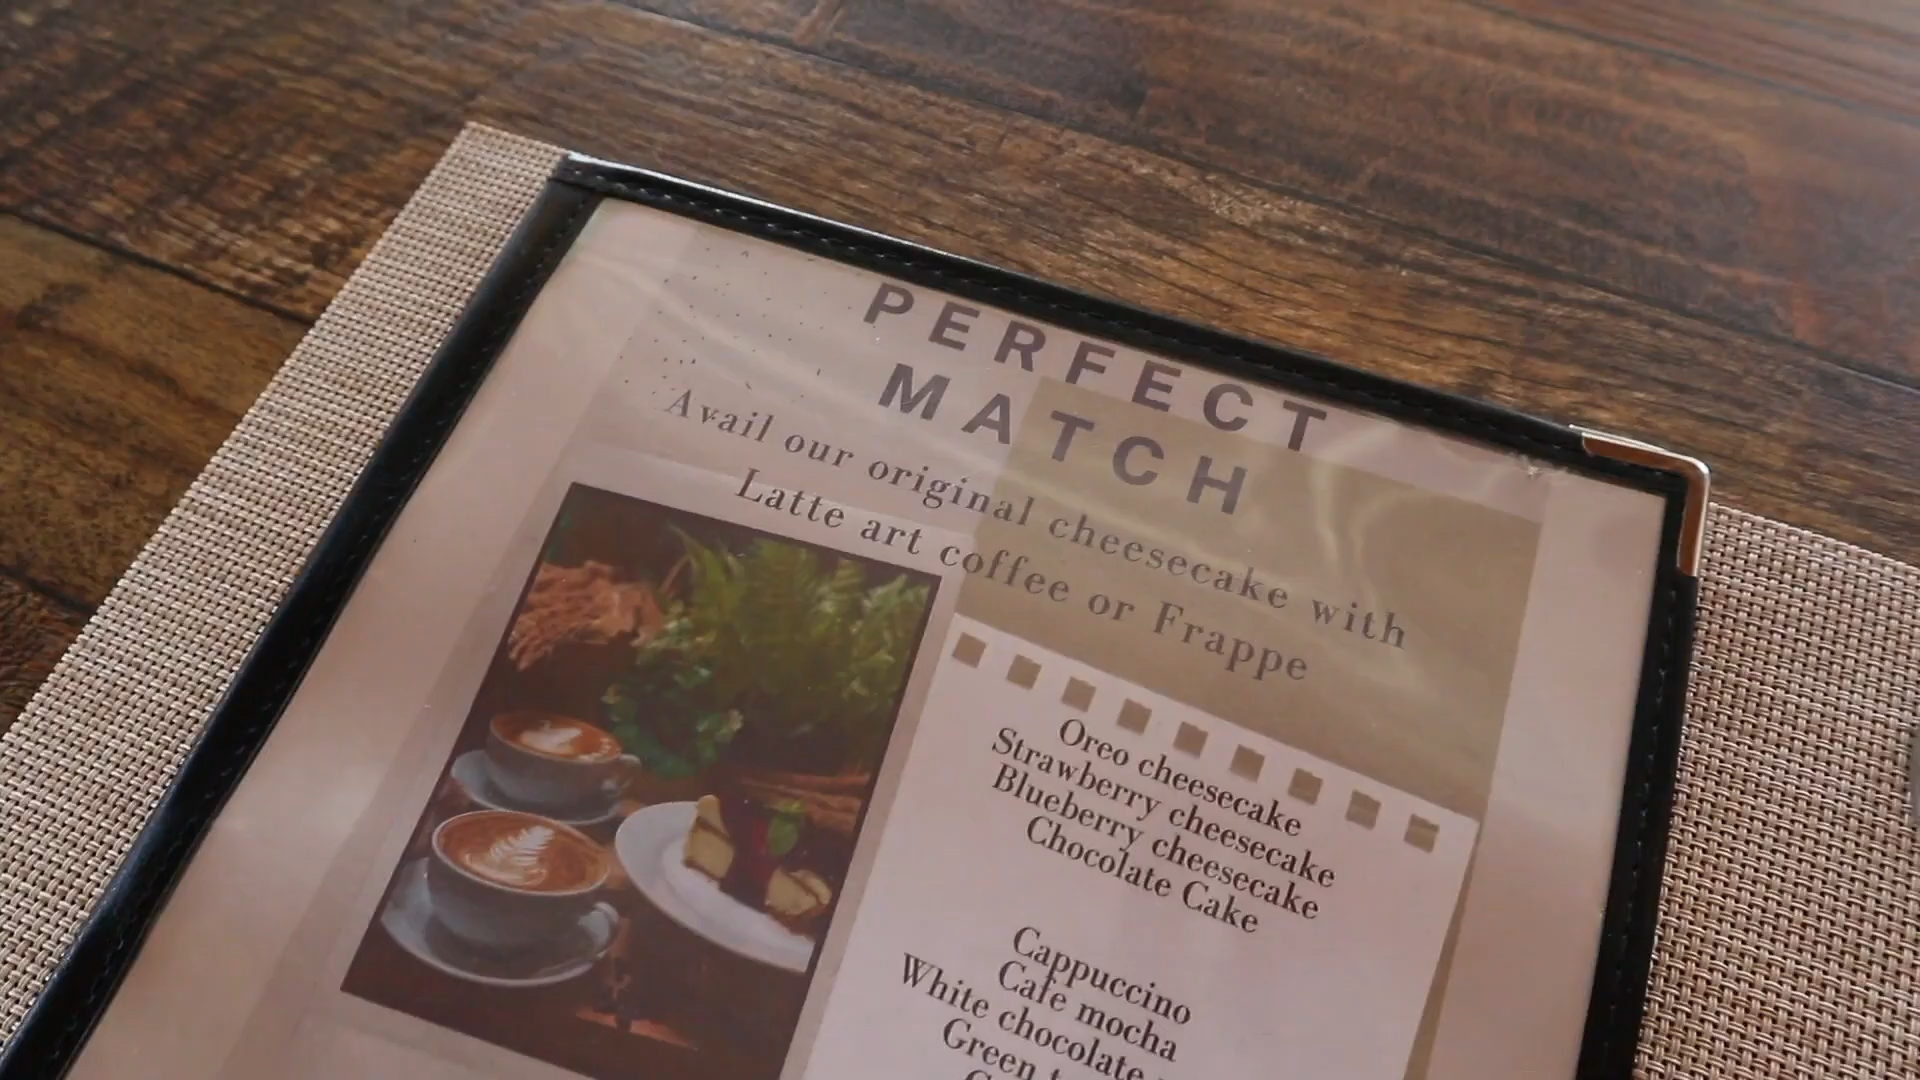 PERFECT
MATCH
Avail our original cheesecake with
Latte art coffee or Frappe
Oreo cheesecake
Strawberry cheesecake
Blueberry cheesecake
Chocolate Cake
Cappuccino
Cafe mocha
White chocolate
Green